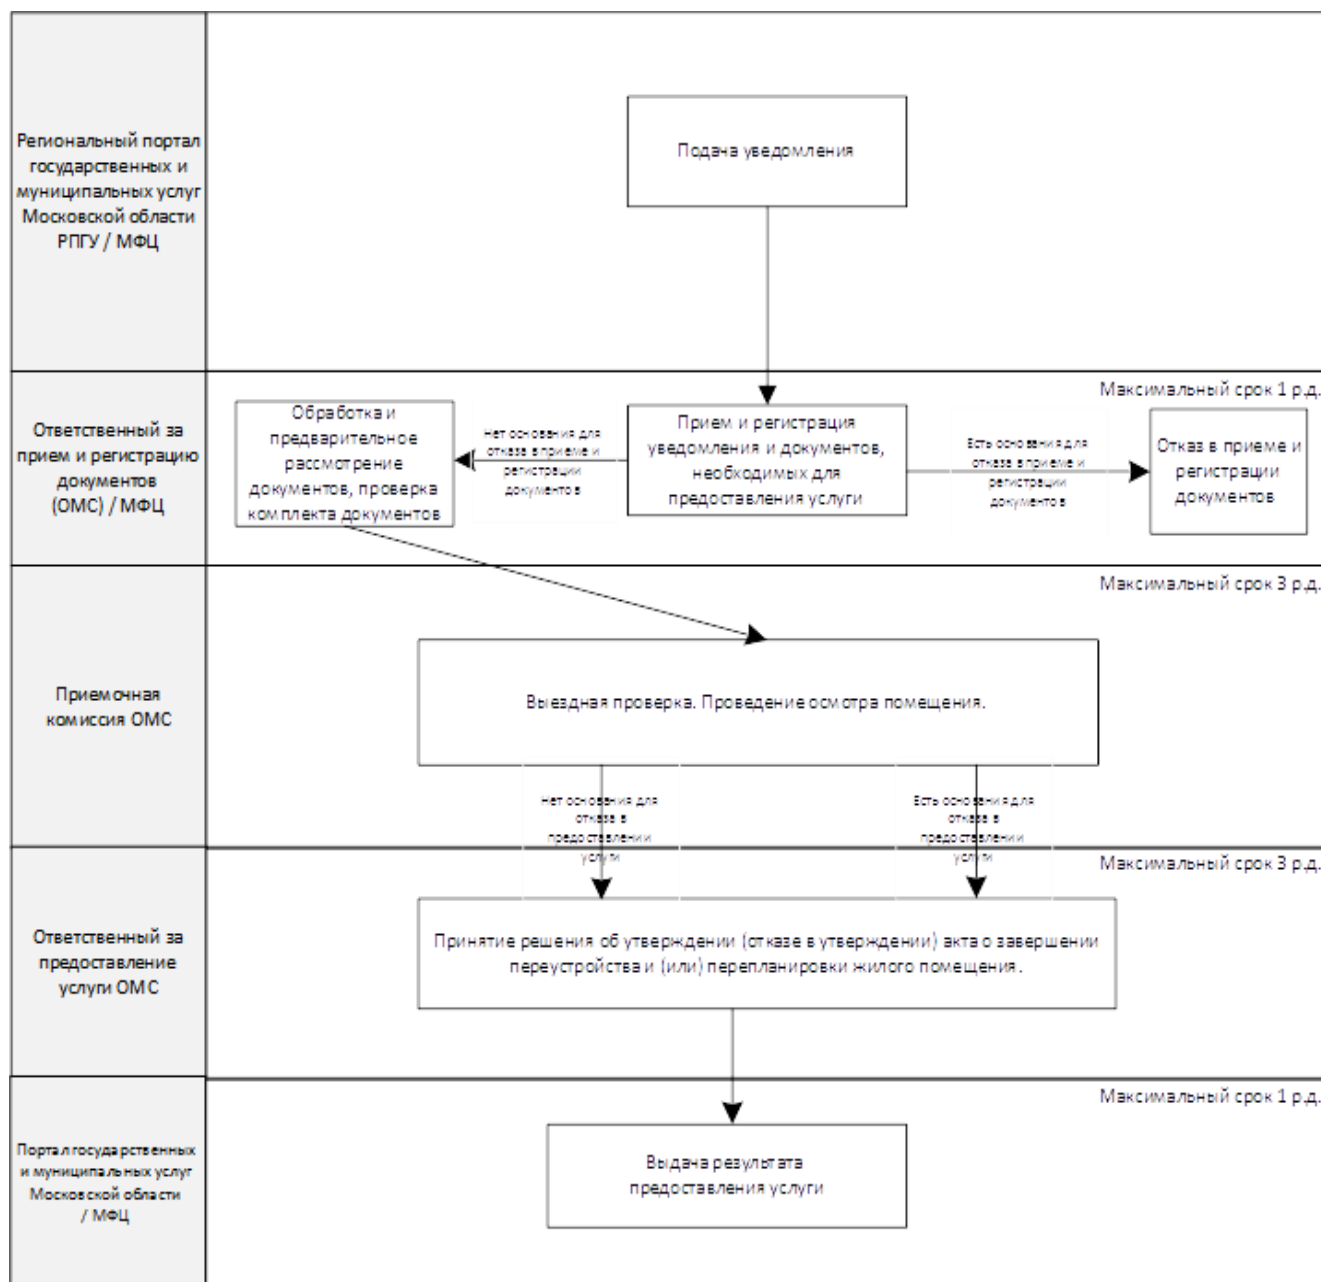 Региональный портал
государственных и
муниципальных услуг
Московской области
РПГУ / МФЦ
Подача уведомления
Ответственный за
прием и регистрацию
документов
(ОМС) / МФЦ
Максимальный срок 1 р.д.
Обработка и
предварительное
рассмотрение
документов, проверка
комплекта документов
Нет основания для
отказа в приеме и
регистрации
документов
Прием и регистрация
уведомления и документов,
необходимых для
предоставления услуги
Есть основания для
отказа в приеме и
регистрации
документов
Отказ в приеме и
регистрации
документов
Приемочная
комиссия ОМС
Максимальный срок 3 р.д.
Выездная проверка. Проведение осмотра помещения.
Нет основания для
отказа в
предоставлении
услуги
Есть основания для
отказа в
предоставлении
услуги
Ответственный за
предоставление
услуги ОМС
Максимальный срок 3 р.д.
Принятие решения об утверждении (отказе в утверждении) акта о завершении
переустройства и (или) перепланировки жилого помещения.
Портал государственных
и муниципальных услуг
Московской области
/ МФЦ
Максимальный срок 1 р.д.
Выдача результата
предоставления услуги